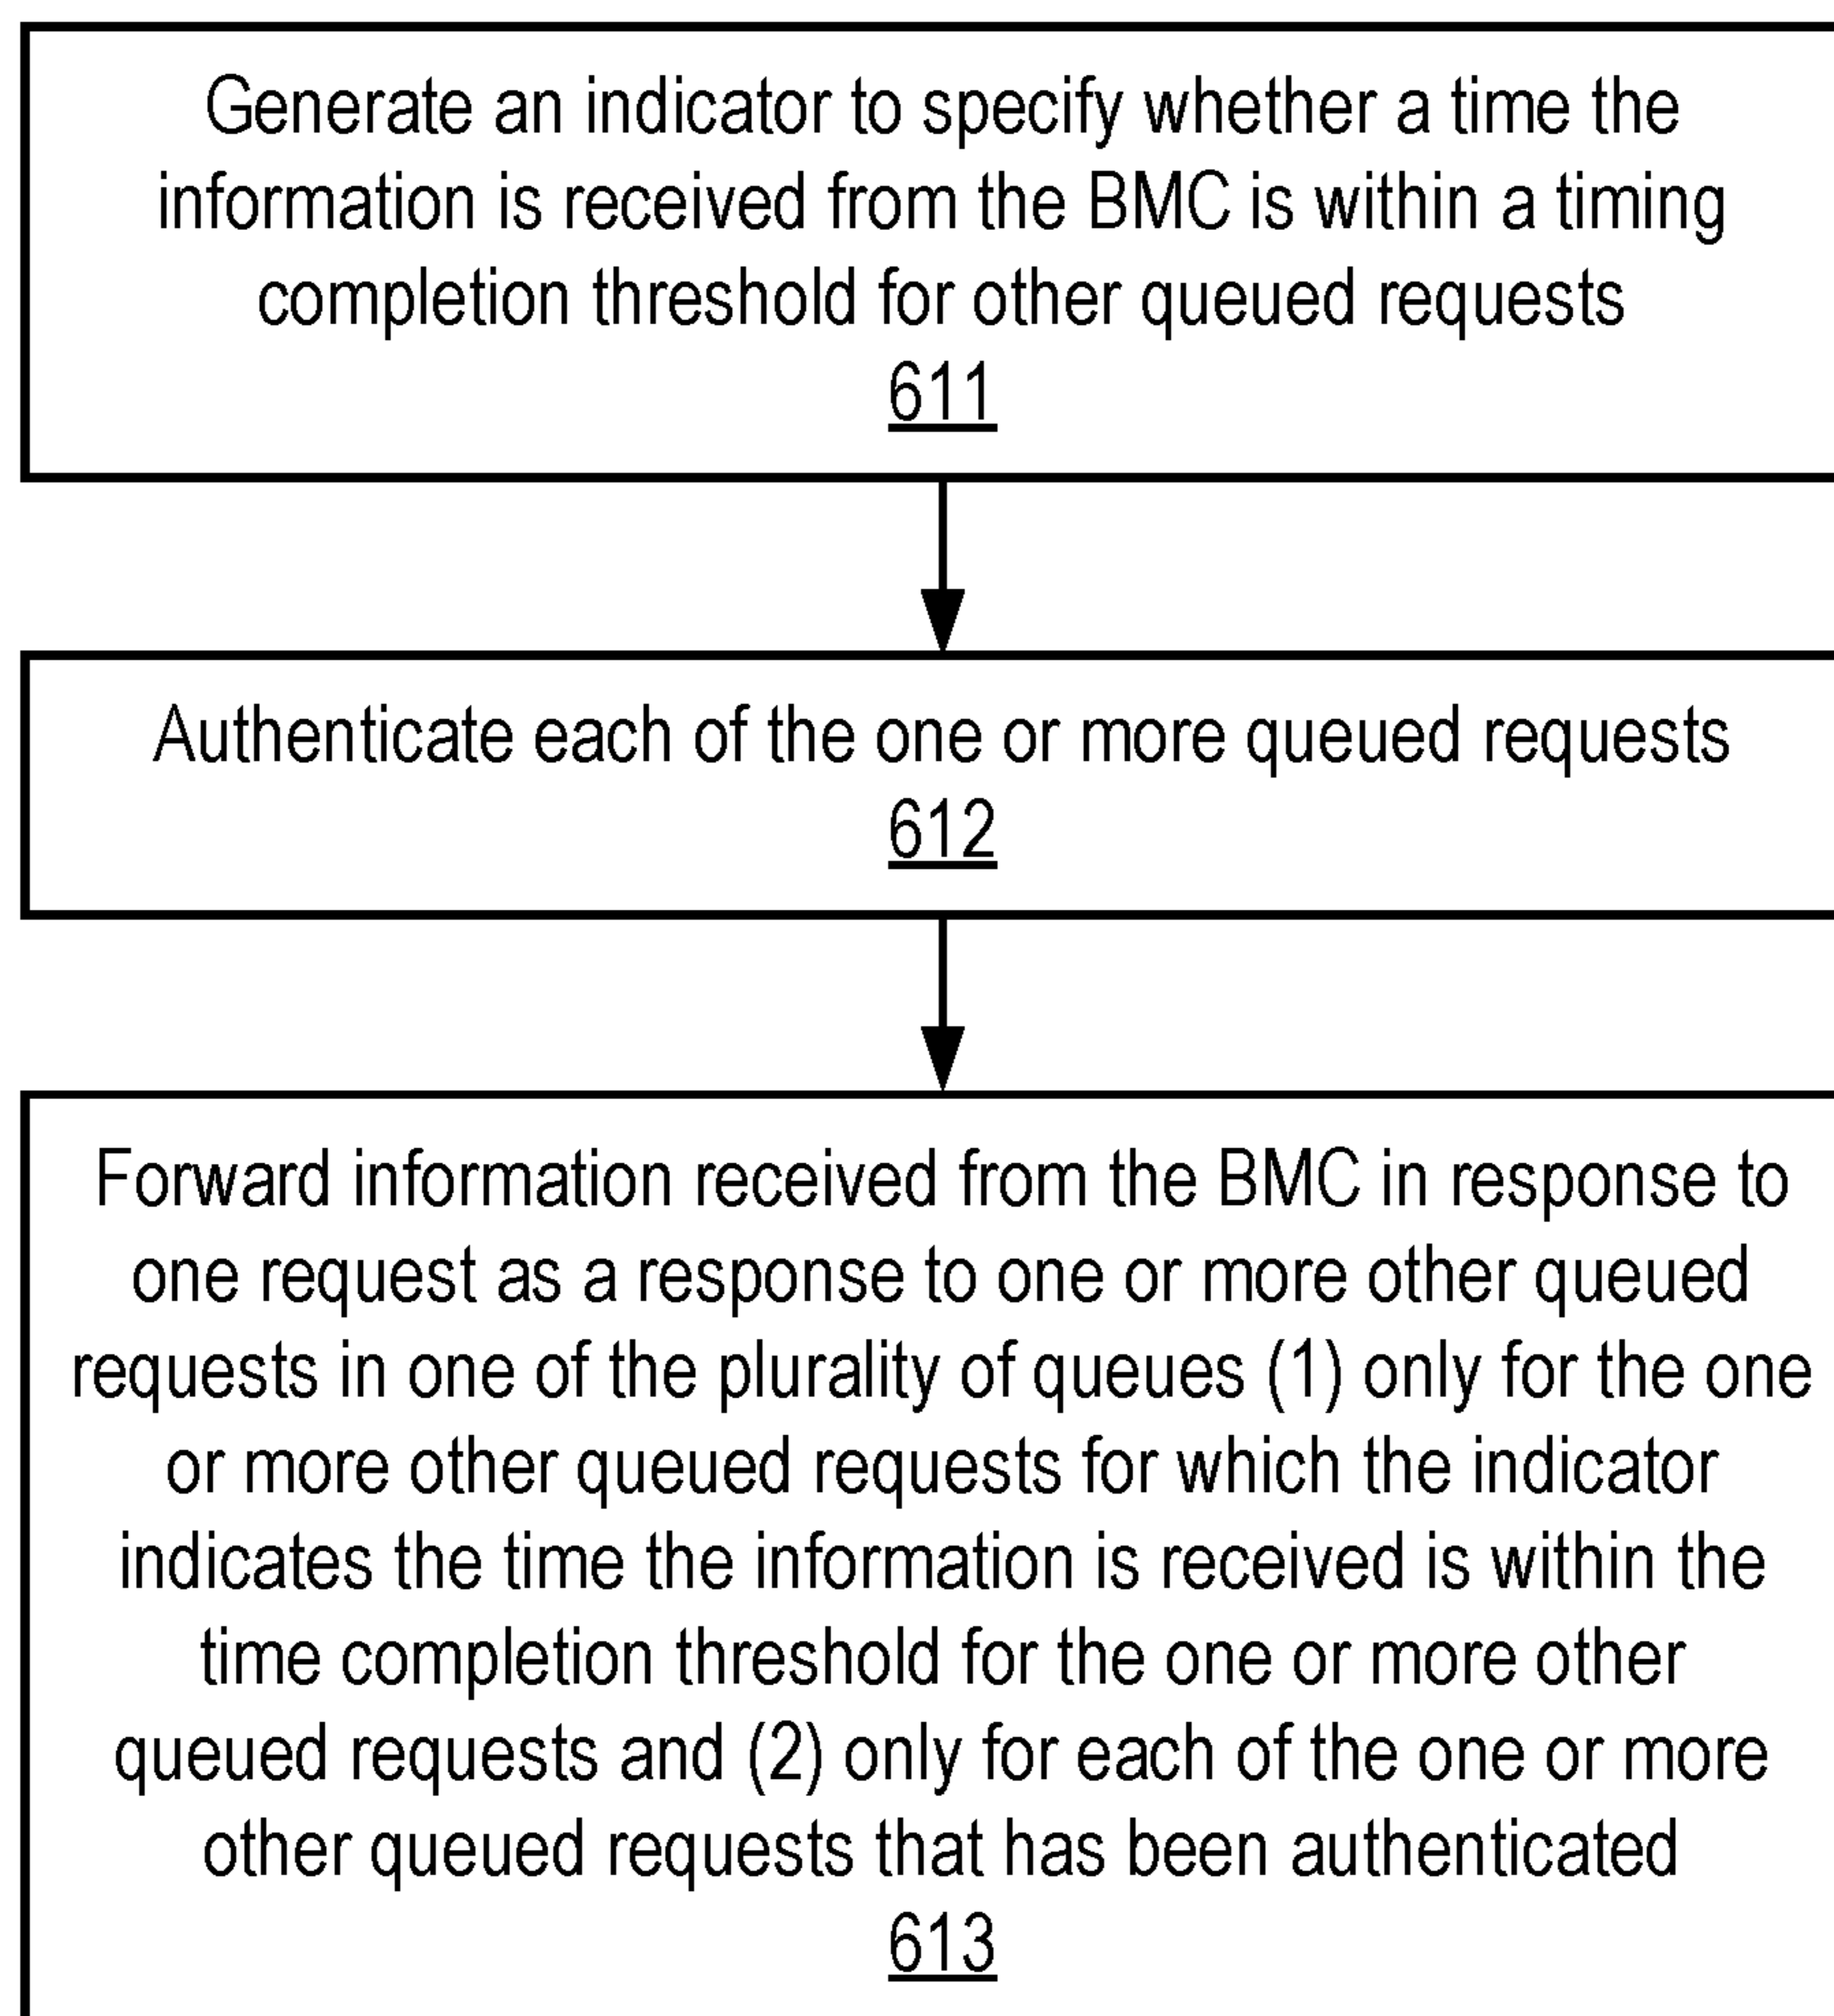 Generate an indicator to specify whether a time the
information is received from the BMC is within a timing
completion threshold for other queued requests
611
Authenticate each of the one or more queued requests
612
Forward information received from the BMC in response to
one request as a response to one or more other queued
requests in one of the plurality of queues (1) only for the one
or more other queued requests for which the indicator
indicates the time the information is received is within the
time completion threshold for the one or more other
queued requests and (2) only for each of the one or more
other queued requests that has been authenticated
613